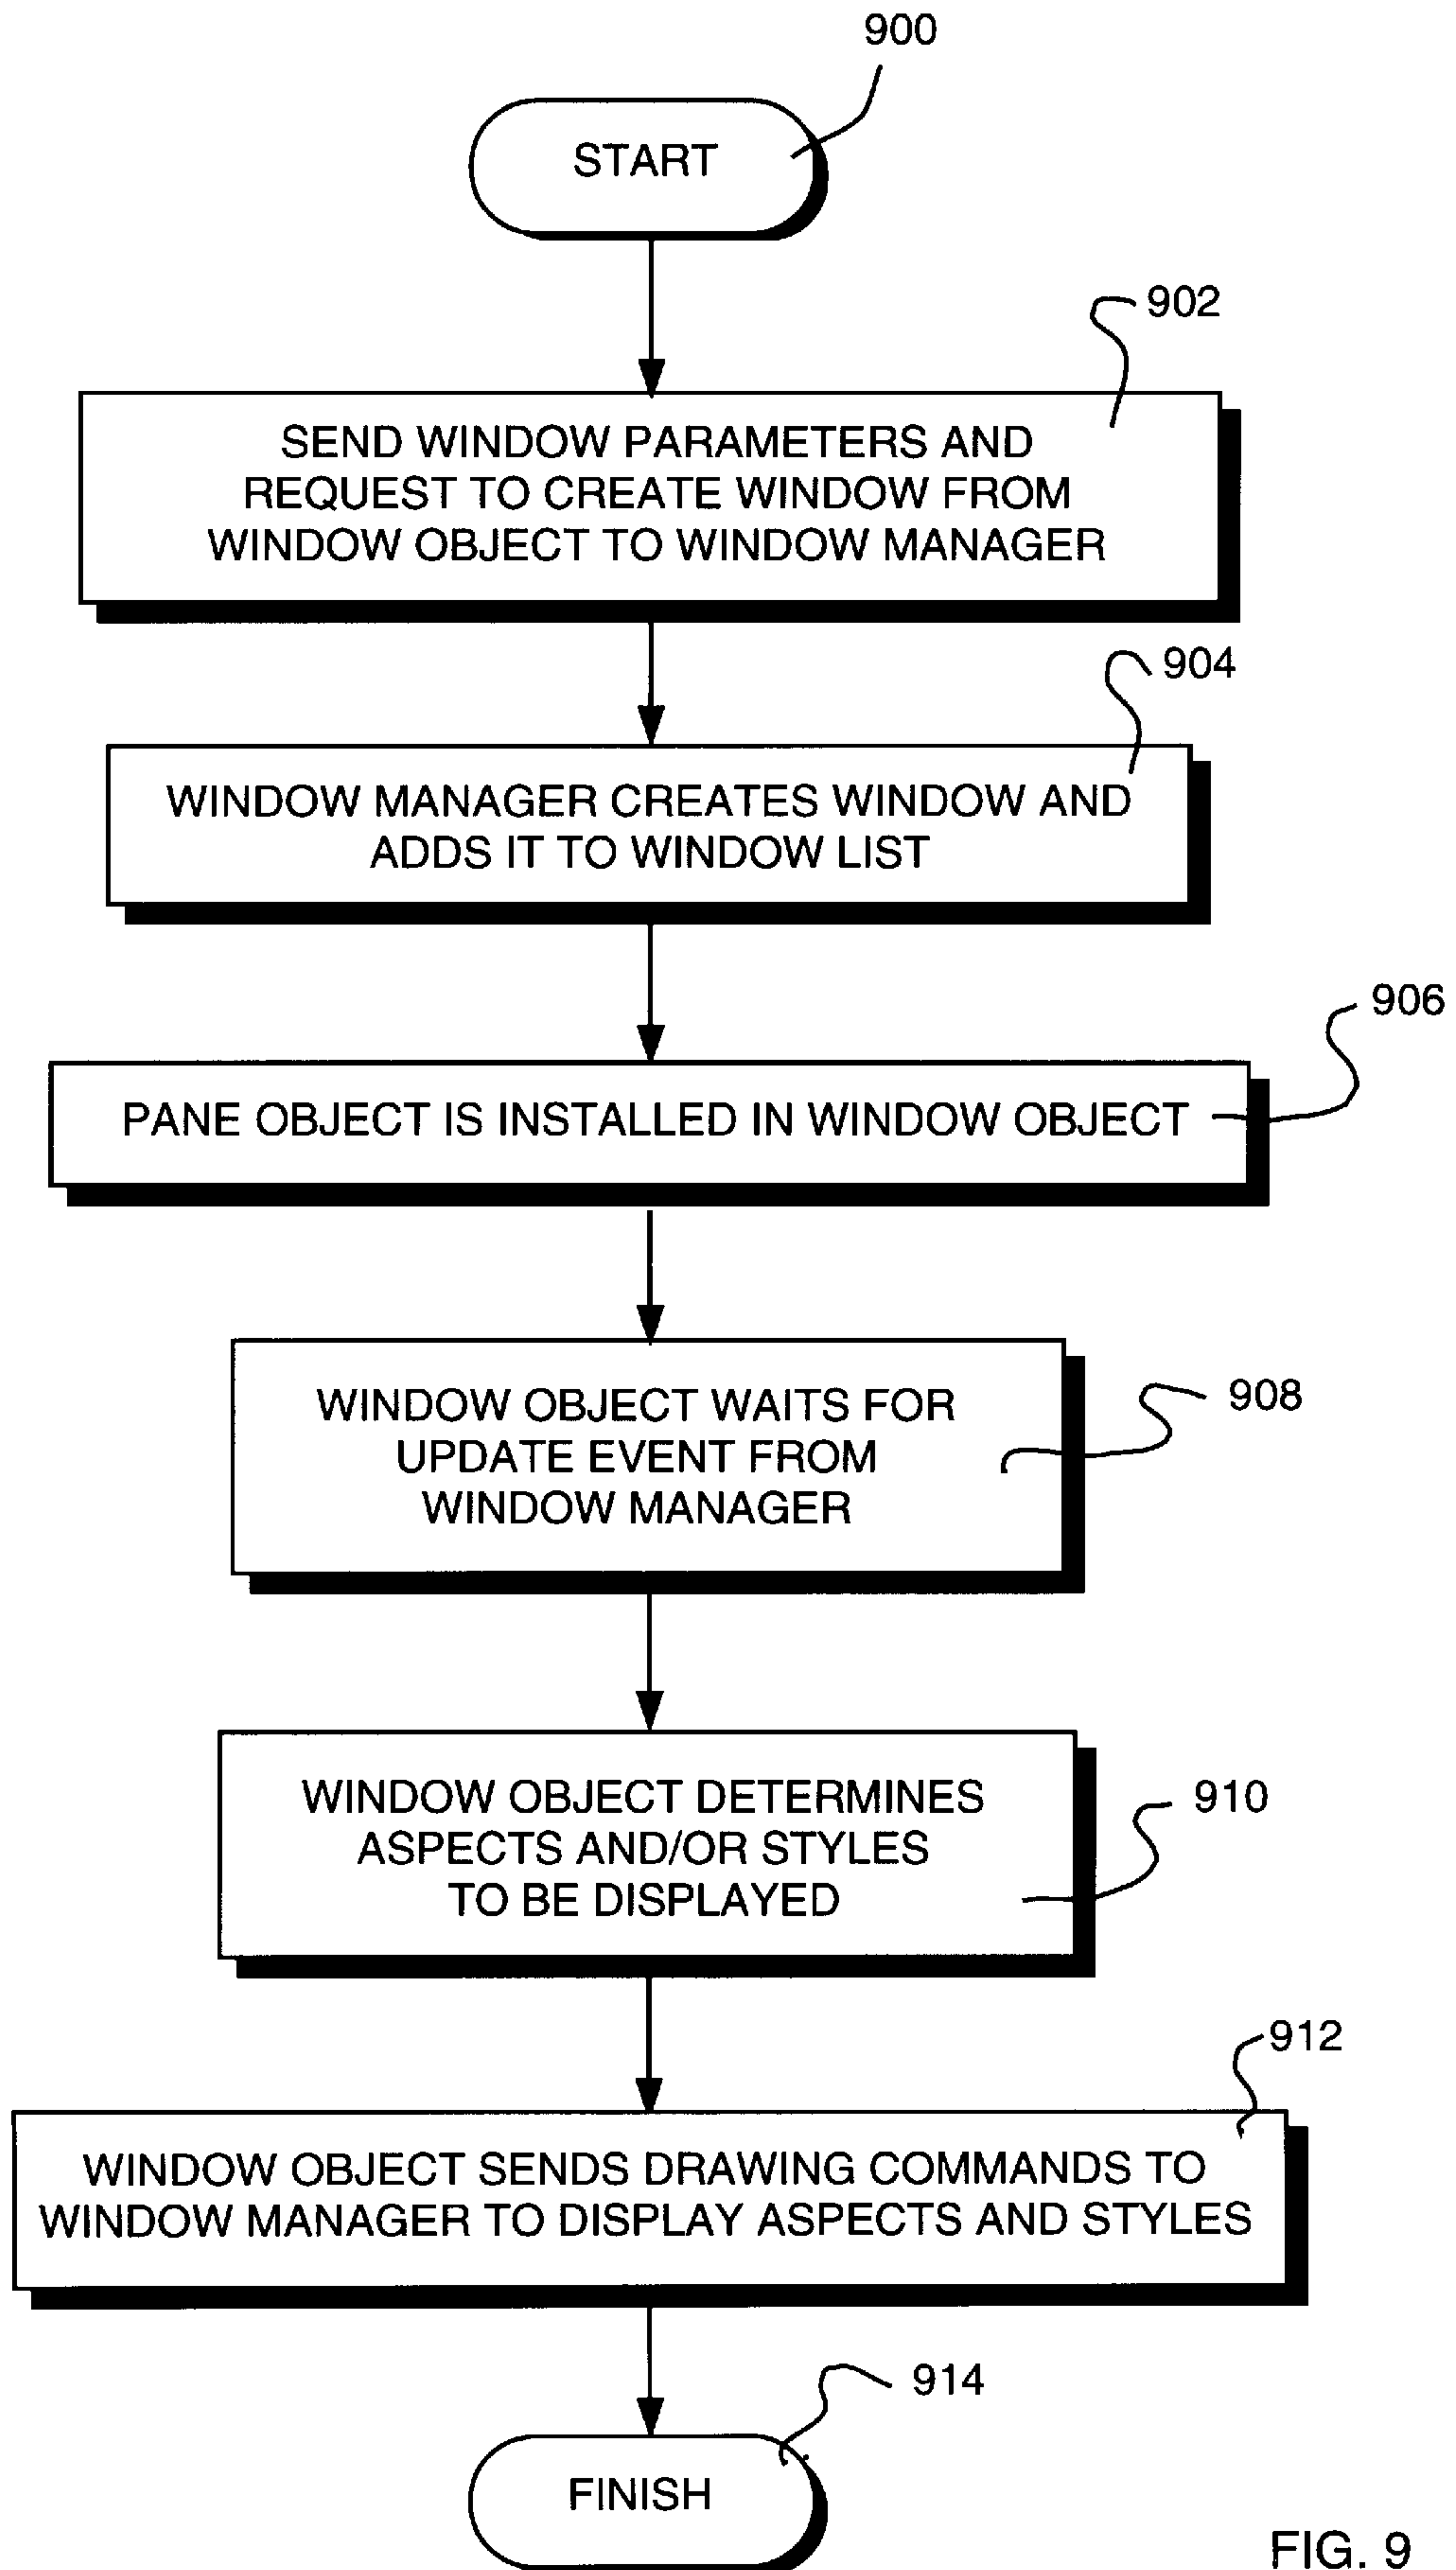 900
START
902
SEND WINDOW PARAMETERS AND
REQUEST TO CREATE WINDOW FROM
WINDOW OBJECT TO WINDOW MANAGER
904
WINDOW MANAGER CREATES WINDOW AND
ADDS IT TO WINDOW LIST
906
PANE OBJECT IS INSTALLED IN WINDOW OBJECT
908
WINDOW OBJECT WAITS FOR
UPDATE EVENT FROM
WINDOW MANAGER
910
WINDOW OBJECT DETERMINES
ASPECTS AND/OR STYLES
TO BE DISPLAYED
912
WINDOW OBJECT SENDS DRAWING COMMANDS TO
WINDOW MANAGER TO DISPLAY ASPECTS AND STYLES
914
FINISH
FIG. 9